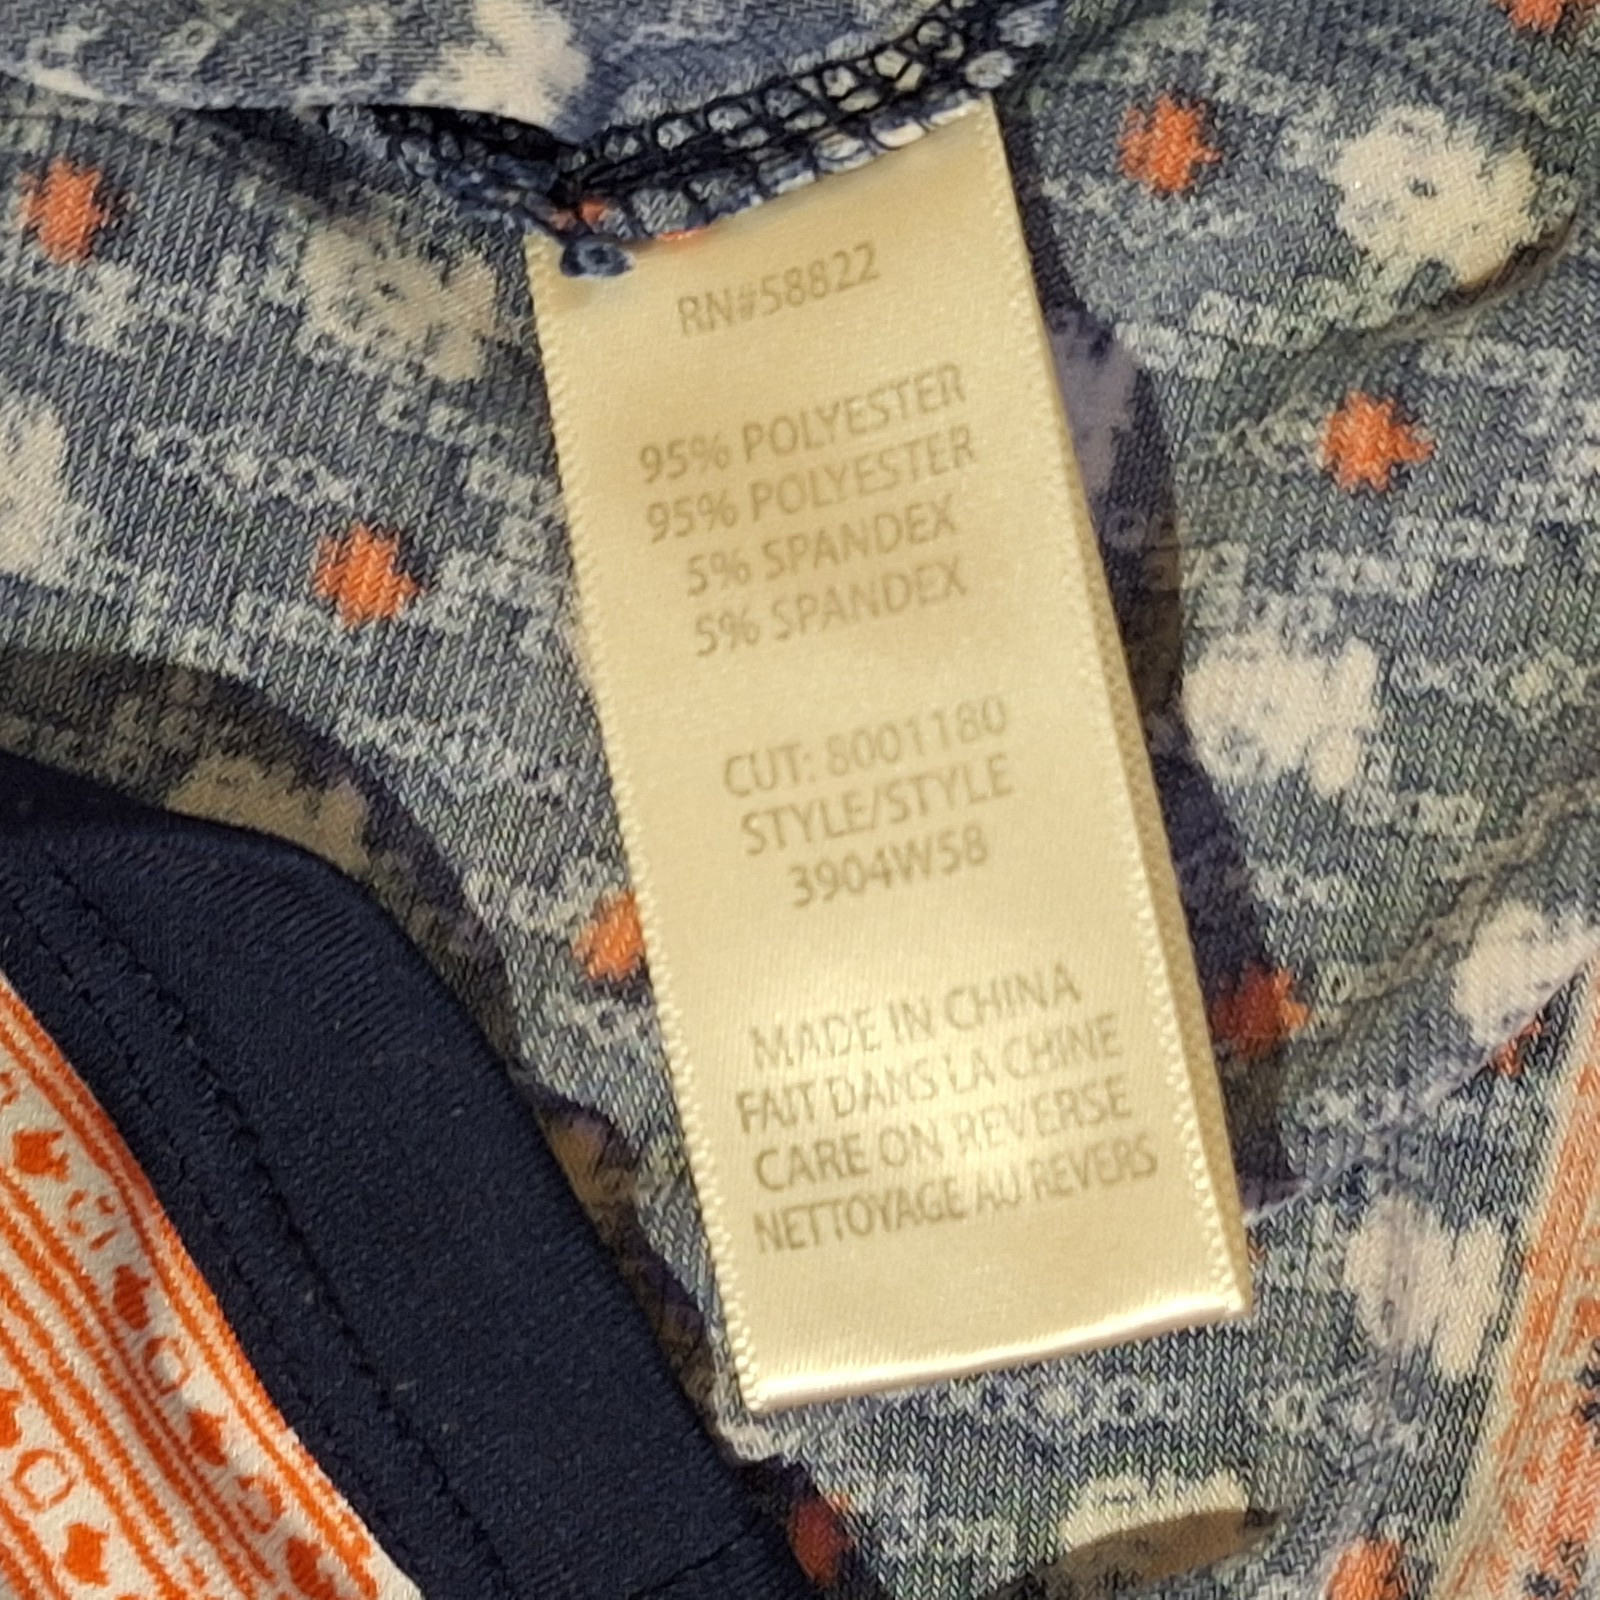 RN#58822
95% POLYESTER
95% POLYESTER
5% SPANDEX
5% SPANDEX
CUT: 8001180
STYLE/STYLE
3904W58
MADE IN CHINA
FAIT DANS LA CHINE
CARE ON REVERSE
NETTOYAGE AU REVERS